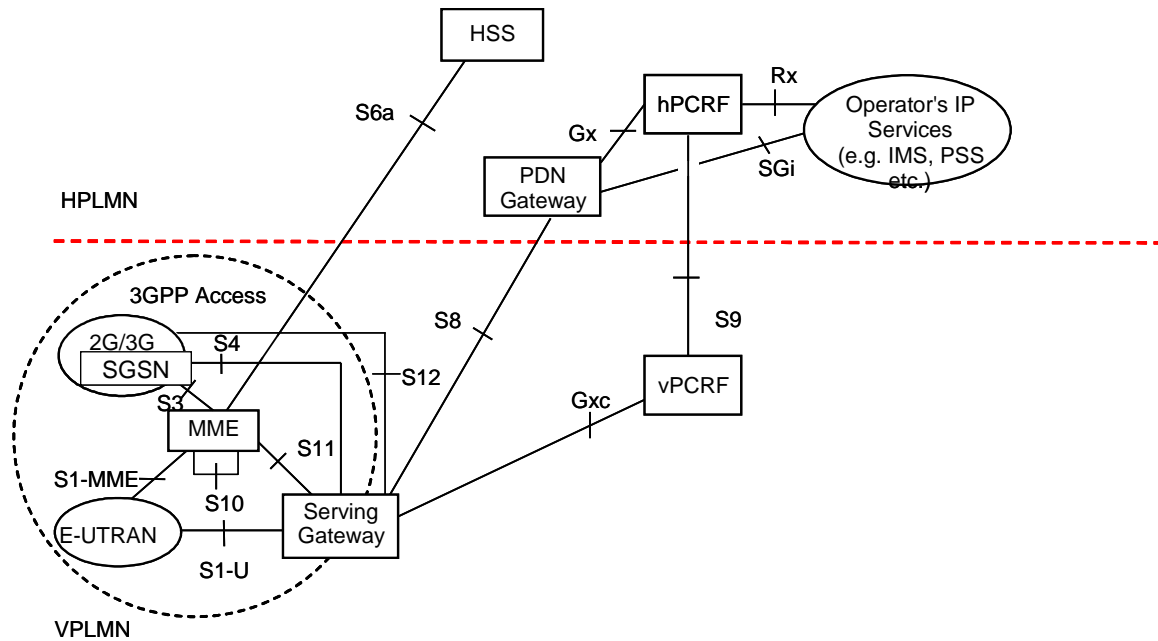 HSS
Rx
hPCRF
Operator's IP
Services
(e.g. IMS, PSS
etc.)
S6a
Gx
SGi
PDN
Gateway
HPLMN
3GPP Access
2G/3G
SGSN
S4
S8
S9
S12
vPCRF
S3
Gxc
MME
S11
S1-MME
S10
Serving
Gateway
E-UTRAN
S1-U
VPLMN